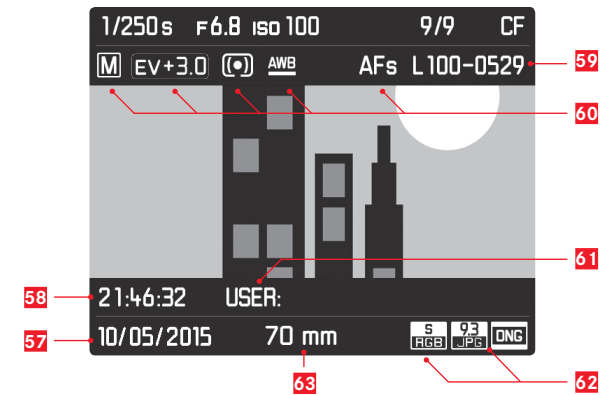 1/250 s F6.8 ISO 100 9/9 CF
M EV+3.0 AWB AFs L100-0529 59
60
61
58 21:46:32 USER:
57 10/05/2015 70 mm S RGB 9.3 JPG DNG
63 62